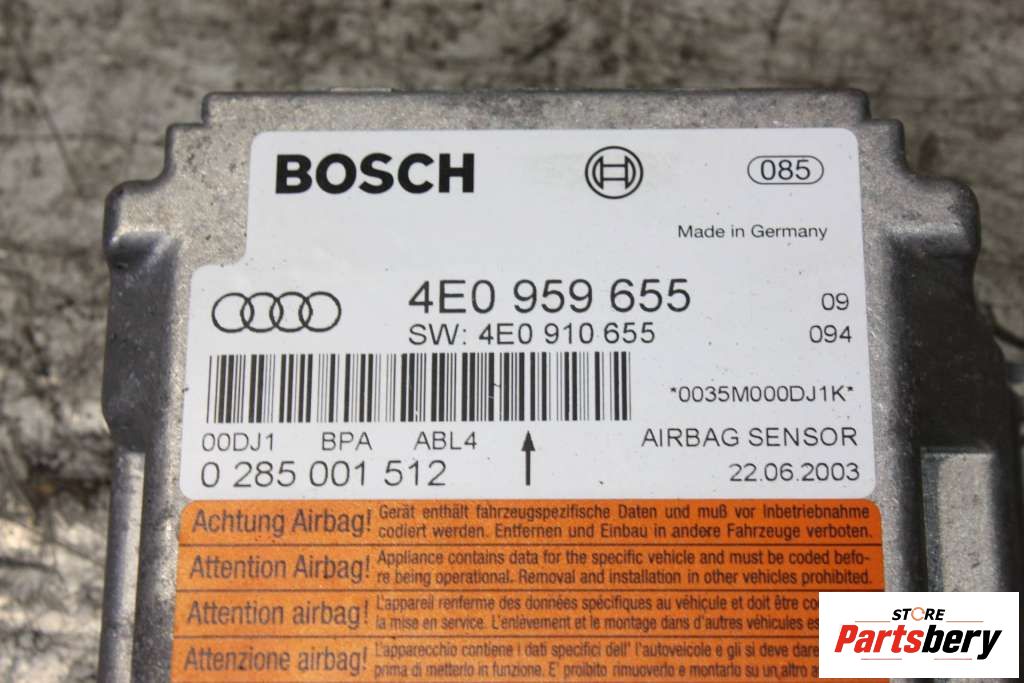 BOSCH
085
Made in Germany
4E0 959 655
09
SW: 4E0 910 655
094
*0035M000DJ1K*
00DJ1 BPA ABL4
AIRBAG SENSOR
0 285 001 512
22.06.2003
Achtung Airbag! Gerät enthält fahrzeugspezifische Daten und muß vor Inbetriebnahme
codiert werden. Entfernen und Einbau in andere Fahrzeuge verboten.
Attention Airbag! Appliance contains data for the specific vehicle and must be coded befo-
re being operational. Removal and installation in other vehicles prohibited.
Attention airbag! L'appareil renferme des données spécifiques au véhicule et doit être co
la mise en service. L'enlèvement et le montage dans d'autres véhicules es
Attenzione airbag! L'apparecchio contiene i dati specifici dell' l'autoveicolo e gli si deve dare
prima di metterlo in funzione. E' proibito rimuoverlo e montarlo su un altro a
STORE
Partsbery